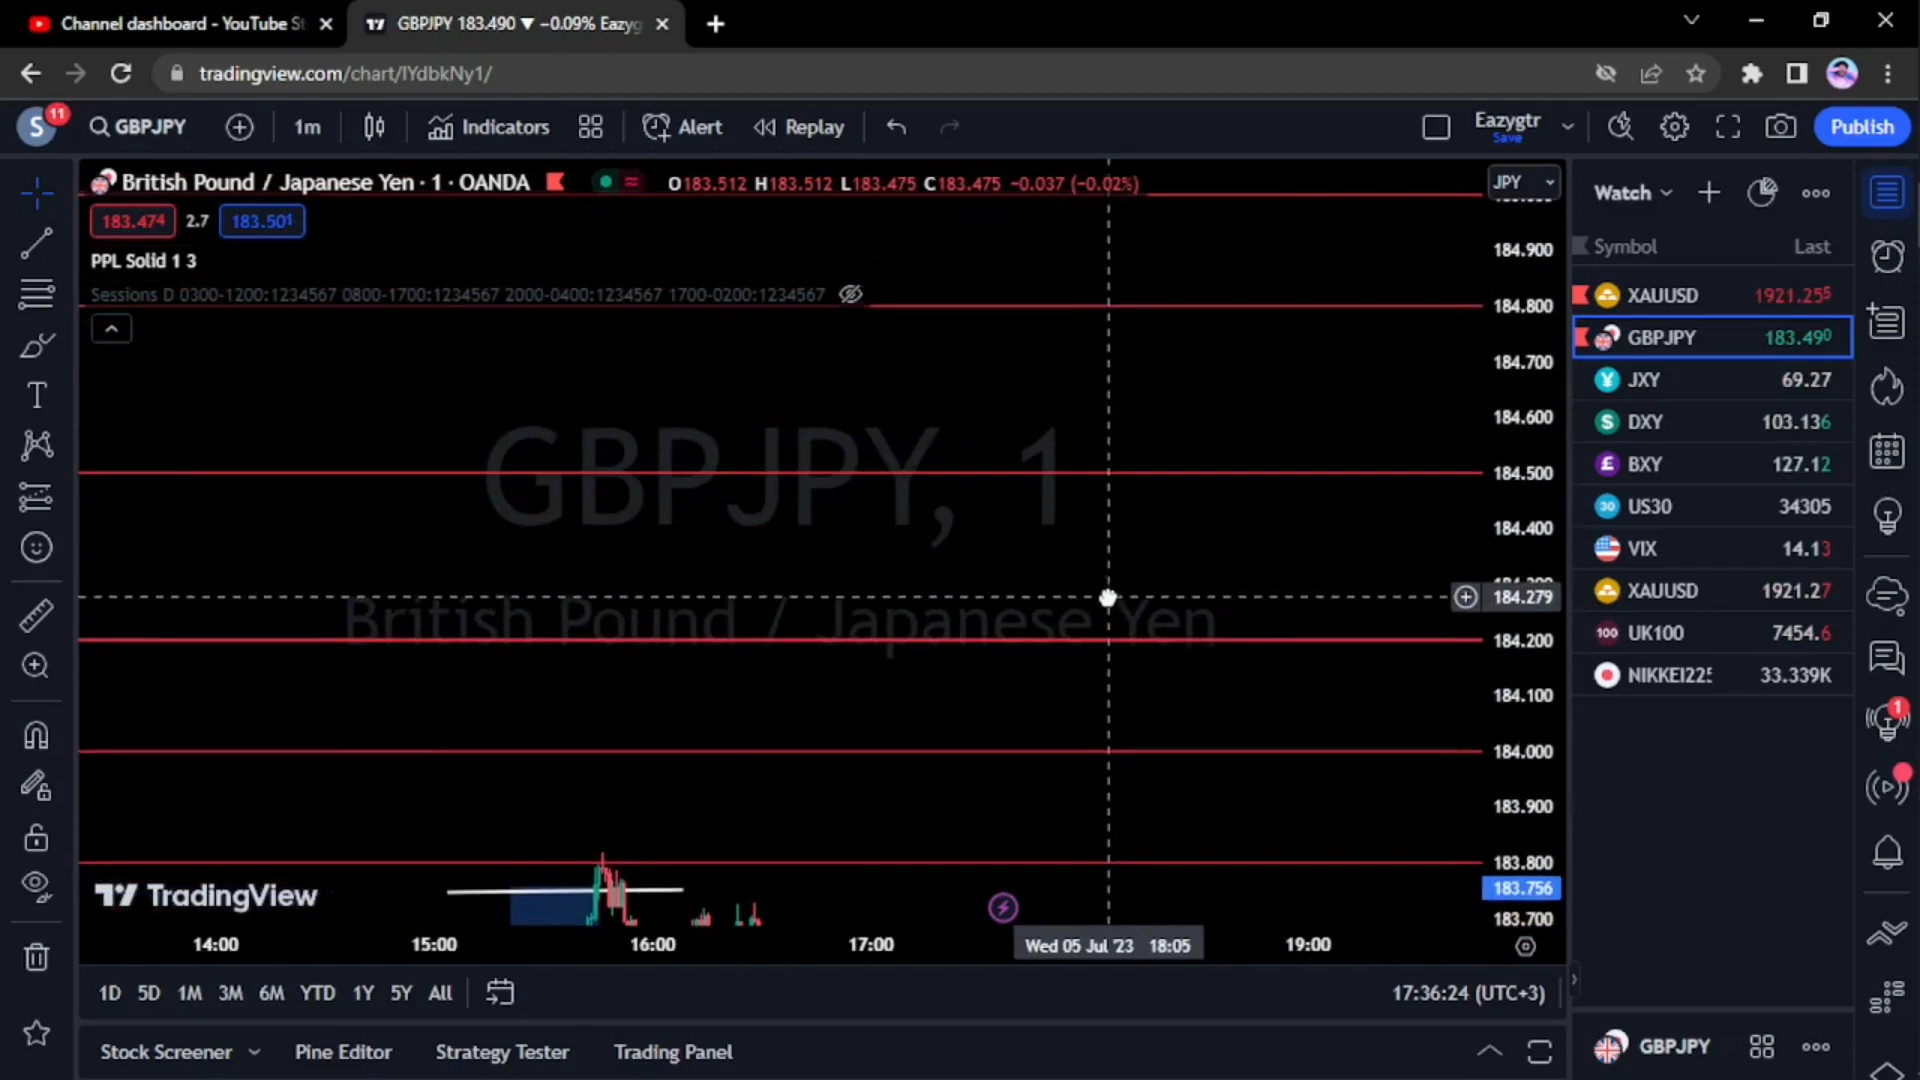 Channel dashboard - YouTube St
GBPJPY 183.490 ▼ −0.09% Eazyg
tradingview.com/chart/IYdbkNy1/
S
11
GBPJPY
1m
Indicators
Alert
Replay
Eazygtr
Save
Publish
British Pound / Japanese Yen · 1 · OANDA
O183.512 H183.512 L183.475 C183.475 −0.037 (−0.02%)
JPY
183.474
2.7
183.501
PPL Solid 1 3
Sessions D 0300-1200:1234567 0800-1700:1234567 2000-0400:1234567 1700-0200:1234567
GBPJPY, 1
British Pound / Japanese Yen
184.900
184.800
184.700
184.600
184.500
184.400
184.279
184.200
184.100
184.000
183.900
183.800
183.756
183.700
TradingView
14:00
15:00
16:00
17:00
Wed 05 Jul '23 18:05
19:00
1D 5D 1M 3M 6M YTD 1Y 5Y All
17:36:24 (UTC+3)
Stock Screener
Pine Editor
Strategy Tester
Trading Panel
Watch
Symbol Last
XAUUSD 1921.255
GBPJPY 183.490
JXY 69.27
DXY 103.136
BXY 127.12
30 US30 34305
VIX 14.13
XAUUSD 1921.27
100 UK100 7454.6
NIKKEI225 33.339K
1
GBPJPY